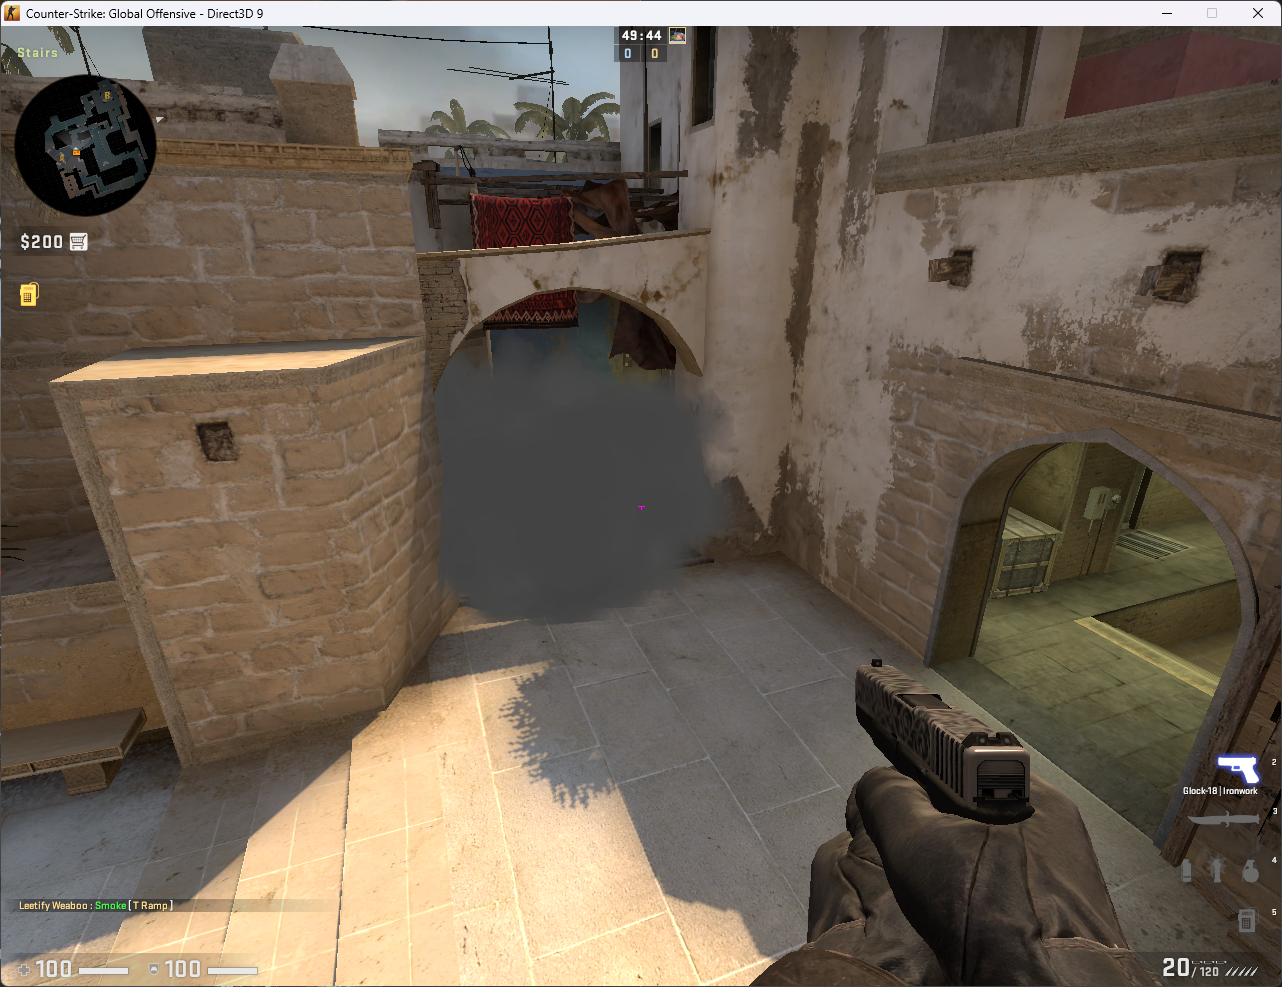 Counter-Strike: Global Offensive - Direct3D 9
Stairs
49:44
0 0
B
$200
2
Glock-18 | Ironwork
3
4
5
Leetify Weaboo : Smoke [ T Ramp ]
100 100
20 / 120